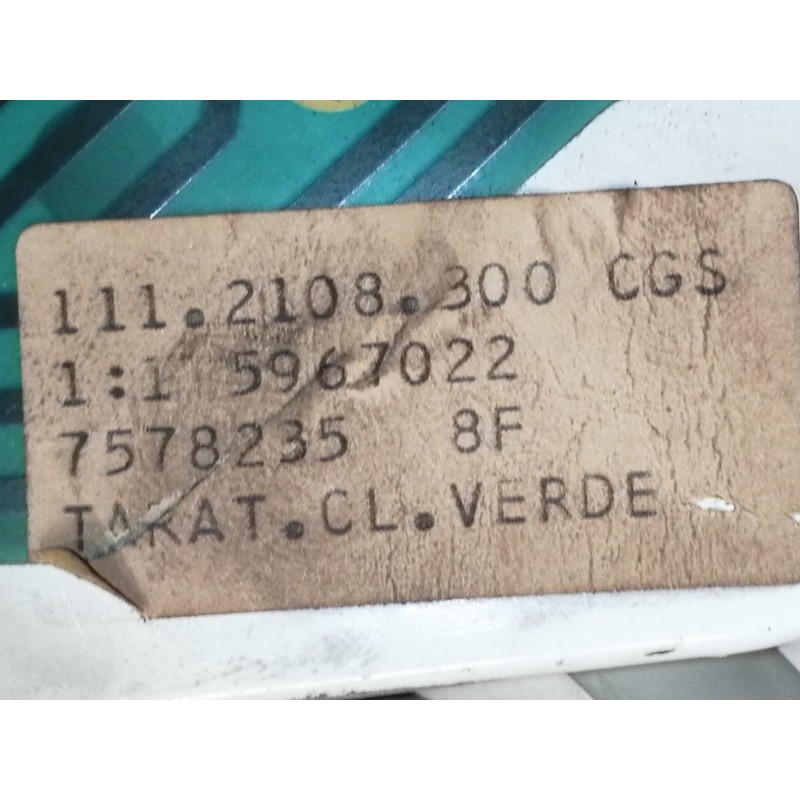 111.2108.300 CGS
1:1 5967022
7578235 8F
TARAT.CL.VERDE